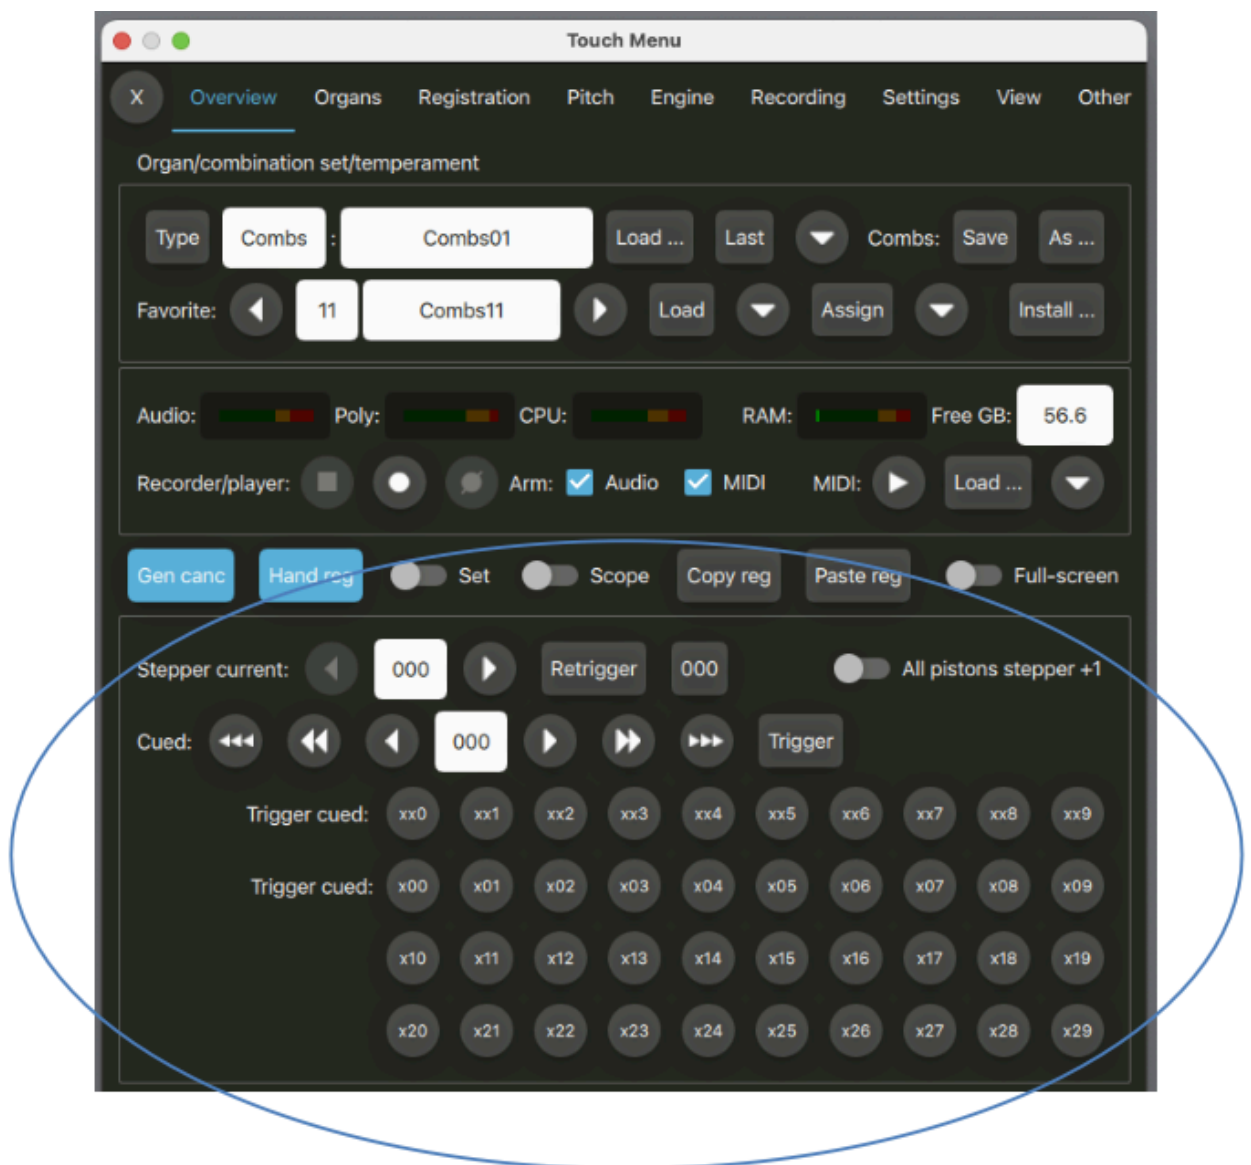 Touch Menu
X Overview Organs Registration Pitch Engine Recording Settings View Other
Organ/combination set/temperament
Type Combs : Combs01 Load ... Last Combs: Save As ...
Favorite: 11 Combs11 Load Assign Install ...
Audio: Poly: CPU: RAM: Free GB: 56.6
Recorder/player: Arm: Audio MIDI MIDI: Load ...
Gen canc Hand reg Set Scope Copy reg Paste reg Full-screen
Stepper current: 000 Retrigger 000 All pistons stepper +1
Cued: 000 Trigger
Trigger cued: xx0 xx1 xx2 xx3 xx4 xx5 xx6 xx7 xx8 xx9
Trigger cued: x00 x01 x02 x03 x04 x05 x06 x07 x08 x09
x10 x11 x12 x13 x14 x15 x16 x17 x18 x19
x20 x21 x22 x23 x24 x25 x26 x27 x28 x29